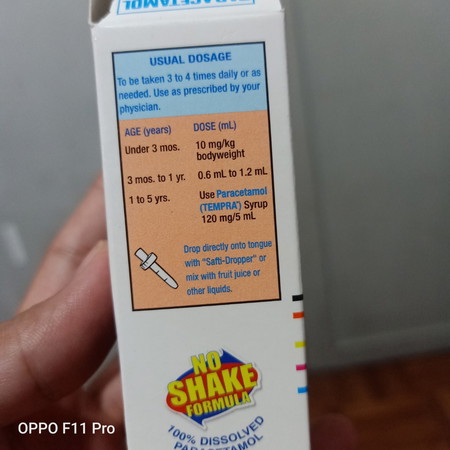 PARACETAMOL
USUAL DOSAGE
To be taken 3 to 4 times daily or as
needed. Use as prescribed by your
physician.
AGE (years) DOSE (mL)
Under 3 mos. 10 mg/kg
bodyweight
3 mos. to 1 yr. 0.6 mL to 1.2 mL
1 to 5 yrs. Use Paracetamol
(TEMPRA®) Syrup
120 mg/5 mL
Drop directly onto tongue
with "Safti-Dropper" or
mix with fruit juice or
other liquids.
NO
SHAKE
FORMULA
100% DISSOLVED
PARACETAMOL
OPPO F11 Pro